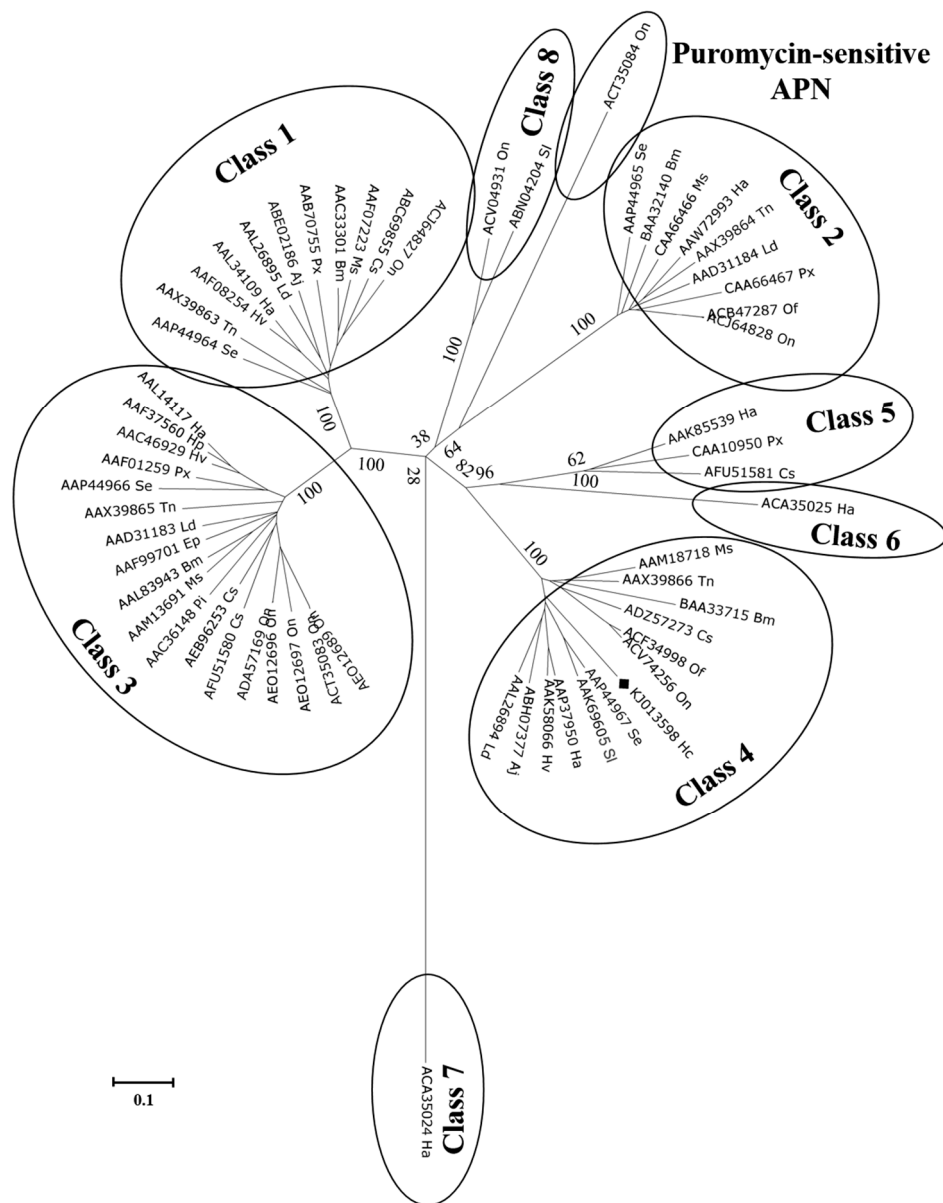 Puromycin-sensitive
APN
ACT35084 On
Class 8
ACV04931 On
ABN04204 Sl
Class 1
ACJ64827 On
ABC69855 Cs
AAF07223 Ms
AAC33301 Bm
AAB70755 Px
ABE02186 Aj
AAL26895 Ld
AAL34109 Ha
AAF08254 Hv
AAX39863 Tn
AAP44964 Se
Class 2
AAP44965 Se
BAA32140 Bm
CAA66466 Ms
AAW72993 Ha
AAX39864 Tn
AAD31184 Ld
CAA66467 Px
ACB47287 Of
ACJ64828 On
100
100
100
100
100
38
64
28
82
96
62
100
100
Class 5
AAK85539 Ha
CAA10950 Px
AFU51581 Cs
ACA35025 Ha
Class 6
Class 3
AAL14117 Ha
AAF37560 Hp
AAC46929 Hv
AAF01259 Px
AAP44966 Se
AAX39865 Tn
AAD31183 Ld
AAF99701 Ep
AAL83943 Bm
AAM13691 Ms
AAC36148 Pi
AEB96253 Cs
AFU51580 Cs
ADA57169 On
AEO12696 On
AEO12697 On
ACT35083 On
AEO12689 On
AAM18718 Ms
AAX39866 Tn
BAA33715 Bm
ADZ57273 Cs
ACF34998 Of
ACV74256 On
KJ013598 Hc
AAP44967 Se
AAK69605 Sl
AAP37950 Ha
AAK58066 Hv
ABH07377 Aj
AAL26894 Ld
Class 4
ACA35024 Ha
Class 7
0.1